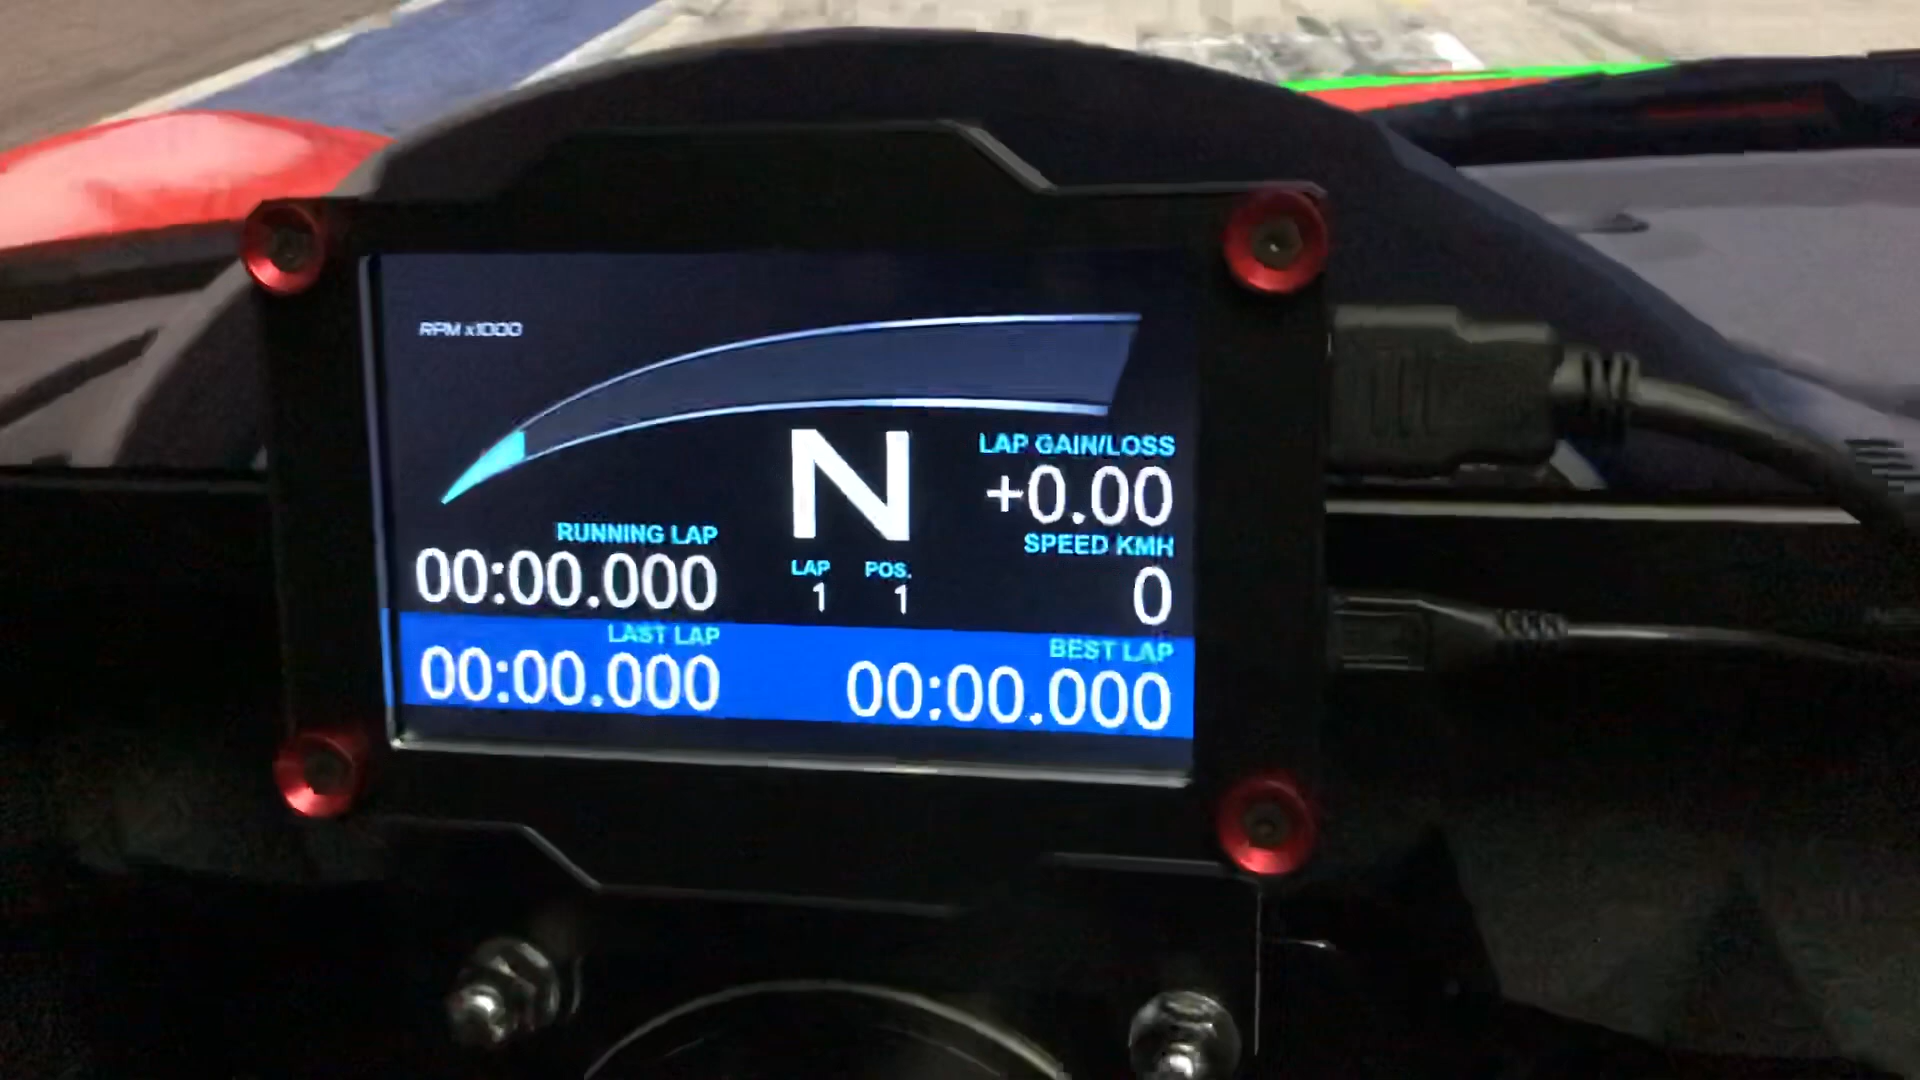 RPM x1000
N
LAP GAIN/LOSS
+0.00
RUNNING LAP
00:00.000
LAP
1
POS.
1
SPEED KMH
0
LAST LAP
00:00.000
BEST LAP
00:00.000